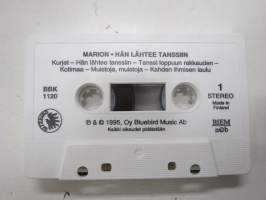 MARION • HÄN LÄHTEE TANSSIIN
BBK
1120
Kurjet – Hän lähtee tanssiin – Tanssi loppuun rakkauden –
Kotimaa – Muistoja, muistoja – Kahden ihmisen laulu
1
STEREO
Made in
Finland
℗ & © 1995, Oy Bluebird Music Ab
Kaikki oikeudet pidätetään
BIEM
ncb